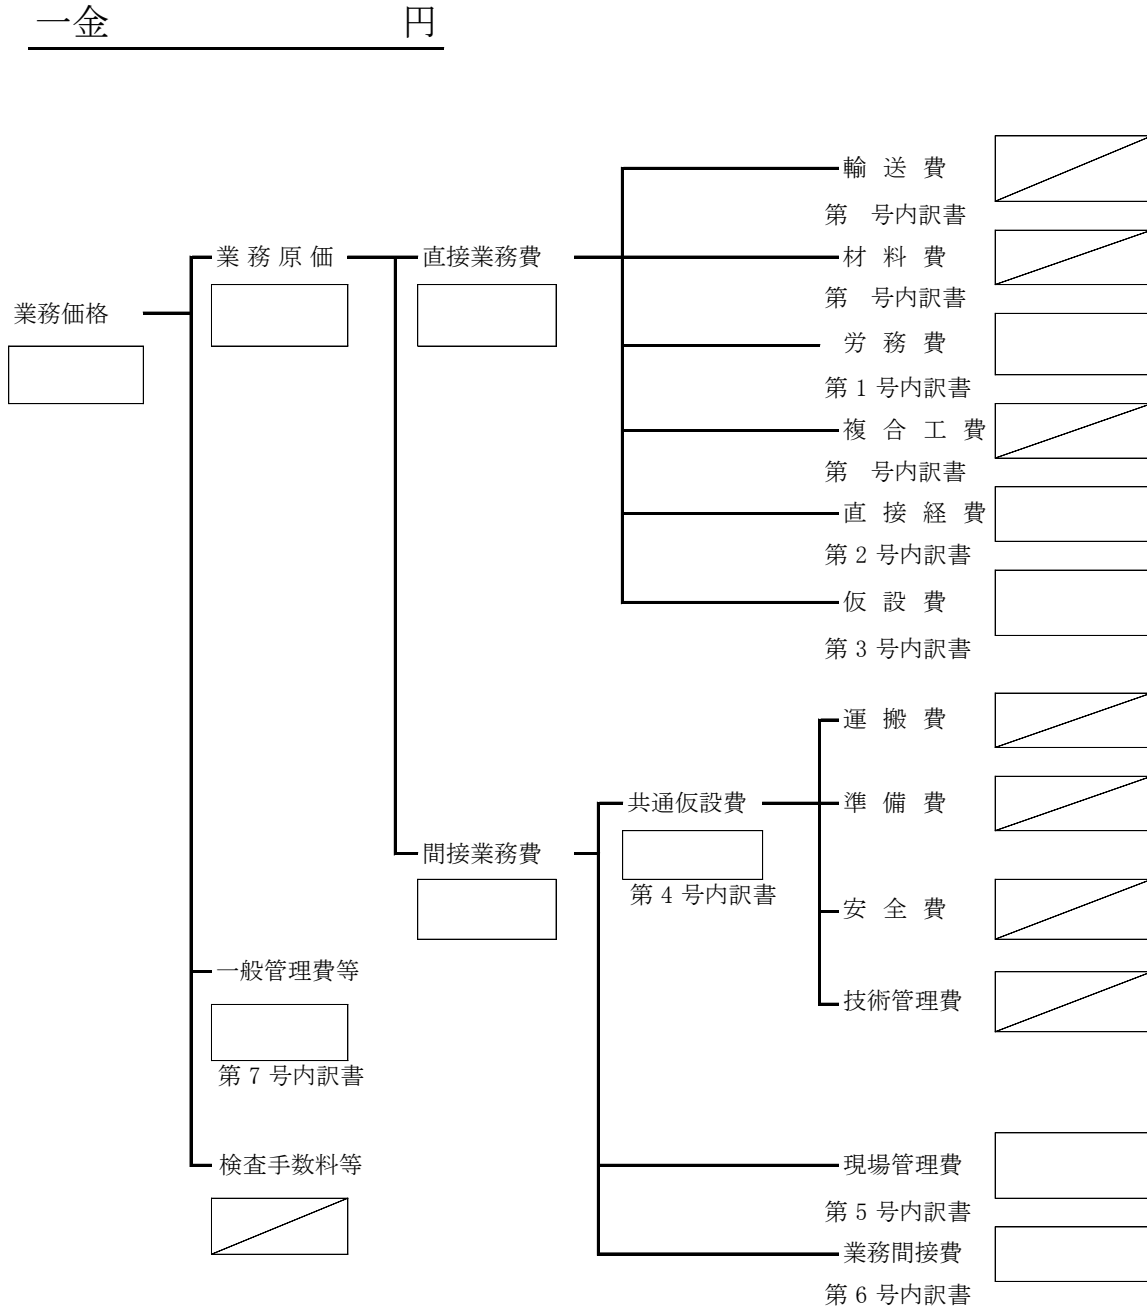 一金　　　　　　　　円
輸 送 費
第　号内訳書
業 務 原 価
直接業務費
材 料 費
第　号内訳書
業務価格
労 務 費
第 1 号内訳書
複 合 工 費
第　号内訳書
直 接 経 費
第 2 号内訳書
仮 設 費
第 3 号内訳書
運 搬 費
共通仮設費
準 備 費
間接業務費
第 4 号内訳書
安 全 費
一般管理費等
技術管理費
第 7 号内訳書
検査手数料等
現場管理費
第 5 号内訳書
業務間接費
第 6 号内訳書